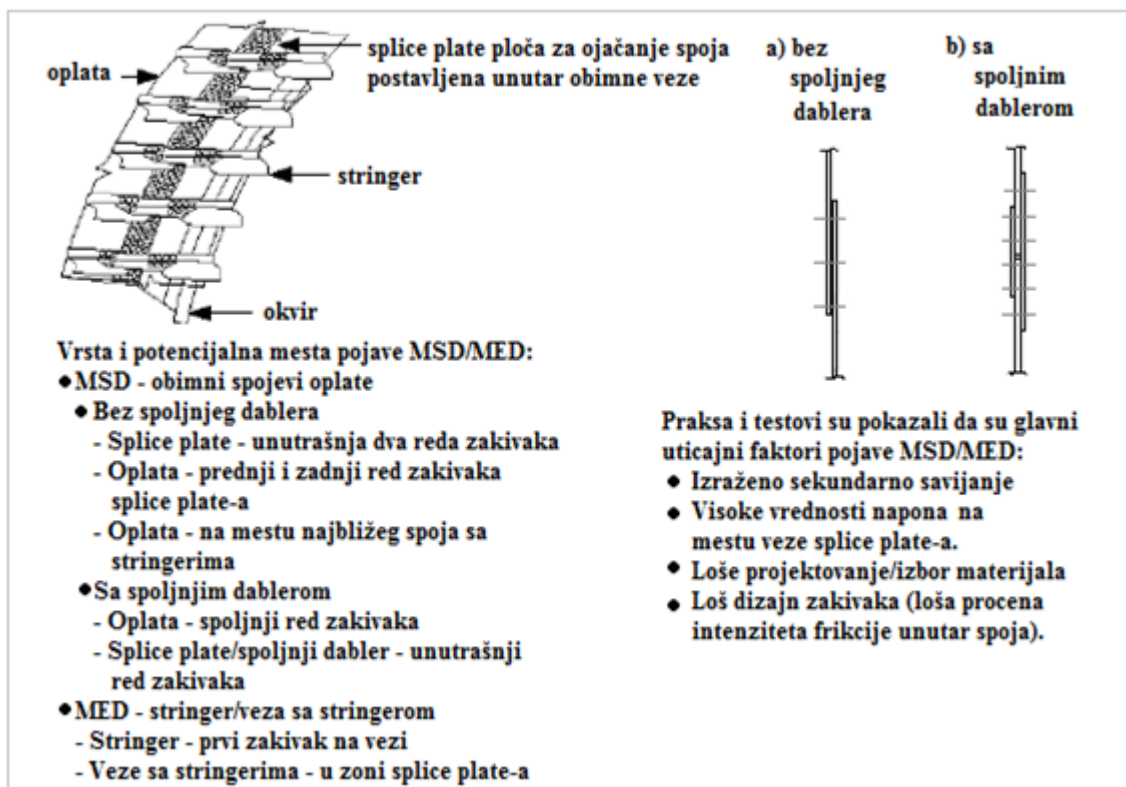 oplata
splice plate ploča za ojačanje spoja
postavljena unutar obimne veze
stringer
okvir
a) bez
spoljnjeg
dablera
b) sa
spoljnim
dablerom
Vrsta i potencijalna mesta pojave MSD/MED:
● MSD - obimni spojevi oplate
● Bez spoljnjeg dablera
- Splice plate - unutrašnja dva reda zakivaka
- Oplata - prednji i zadnji red zakivaka
splice plate-a
- Oplata - na mestu najbližeg spoja sa
stringerima
● Sa spoljnjim dablerom
- Oplata - spoljnji red zakivaka
- Splice plate/spoljnji dabler - unutrašnji
red zakivaka
● MED - stringer/veza sa stringerom
- Stringer - prvi zakivak na vezi
- Veze sa stringerima - u zoni splice plate-a
Praksa i testovi su pokazali da su glavni
uticajni faktori pojave MSD/MED:
● Izraženo sekundarno savijanje
● Visoke vrednosti napona na
mestu veze splice plate-a.
● Loše projektovanje/izbor materijala
● Loš dizajn zakivaka (loša procena
intenziteta frikcije unutar spoja).